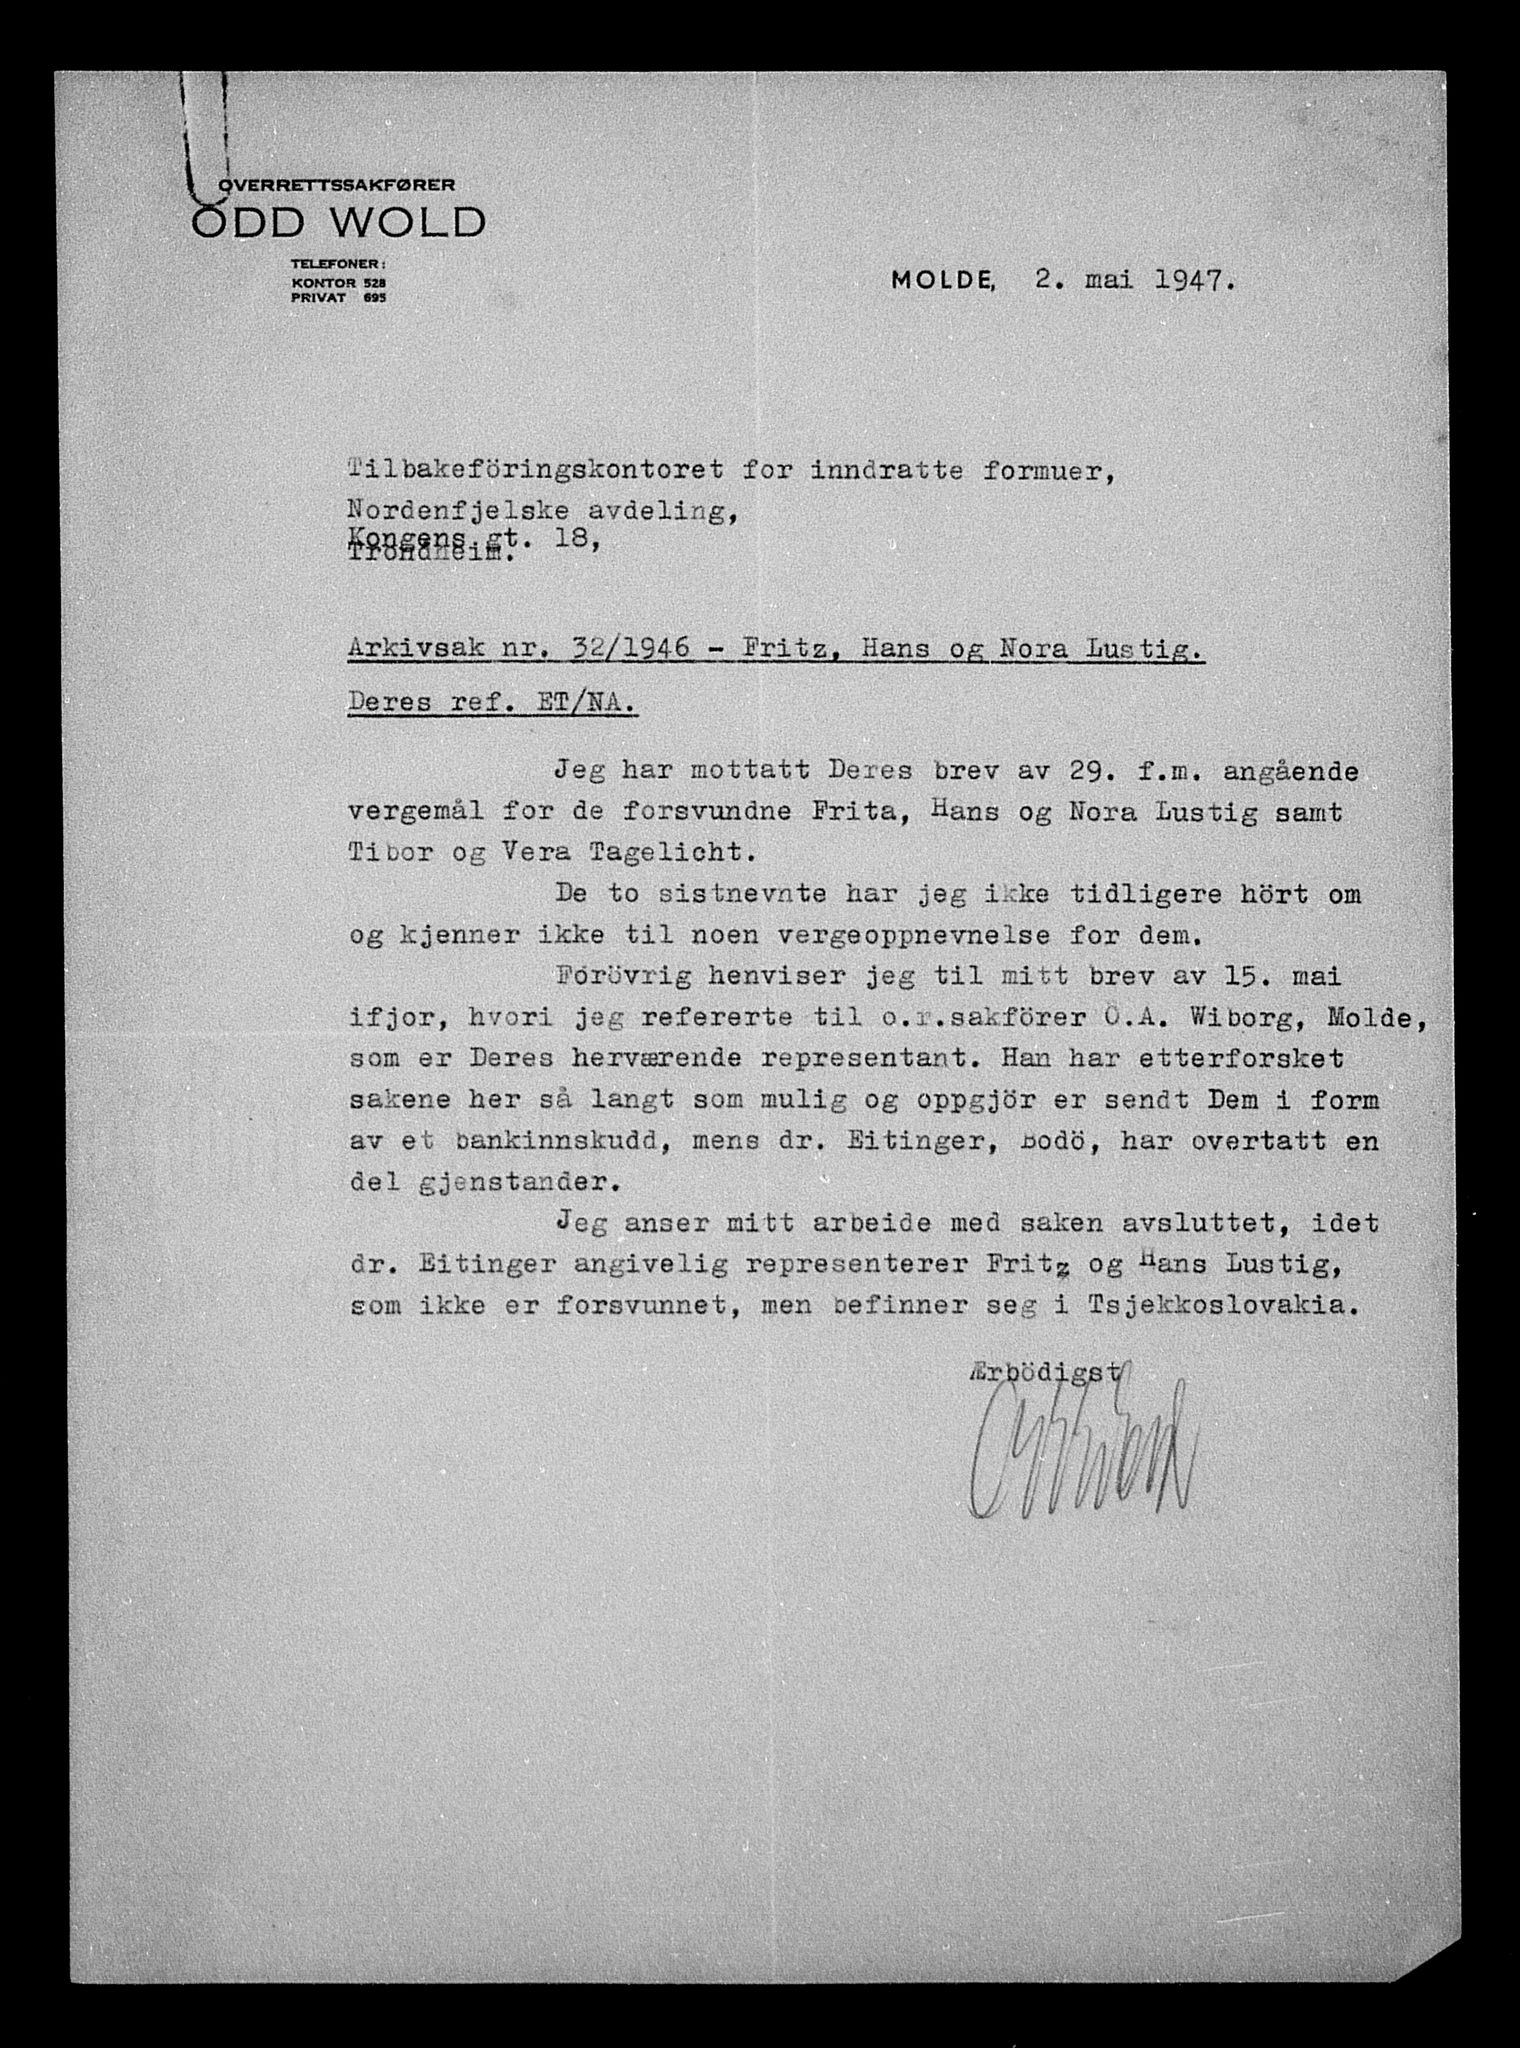 OVERRETTSSAKFØRER
ODD WOLD
TELEFONER:
KONTOR 528
PRIVAT 695
MOLDE, 2. mai 1947.
Tilbakeföringskontoret for inndratte formuer,
Nordenfjelske avdeling,
Kongens gt. 18,
Trondheim.
Arkivsak nr. 32/1946 - Fritz, Hans og Nora Lustig.
Deres ref. ET/NA.
Jeg har mottatt Deres brev av 29. f.m. angående
vergemål for de forsvundne Frita, Hans og Nora Lustig samt
Tibor og Vera Tagelicht.
De to sistnevnte har jeg ikke tidligere hört om
og kjenner ikke til noen vergeoppnevnelse for dem.
Forövrig henviser jeg til mitt brev av 15. mai
ifjor, hvori jeg refererte til o.r.sakförer O.A. Wiborg, Molde,
som er Deres herværende representant. Han har etterforsket
sakene her så langt som mulig og oppgjör er sendt Dem i form
av et bankinnskudd, mens dr. Eitinger, Bodö, har overtatt en
del gjenstander.
Jeg anser mitt arbeide med saken avsluttet, idet
dr. Eitinger angivelig representerer Fritz og Hans Lustig,
som ikke er forsvunnet, men befinner seg i Tsjekkoslovakia.
Ærbödigst
Odd Wold